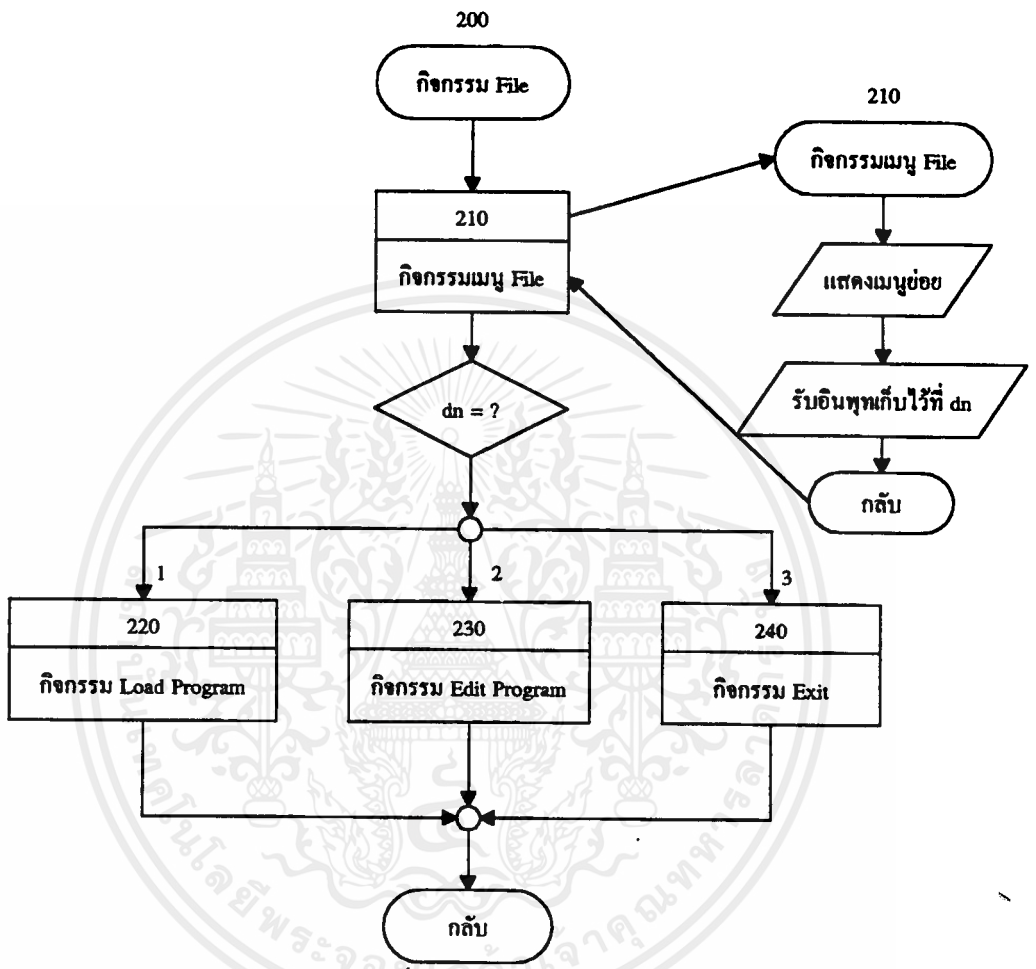 200
กิจกรรม File
210
กิจกรรมเมนู File
210
กิจกรรมเมนู File
แสดงเมนูย่อย
dn = ?
รับอินพุทเก็บไว้ที่ dn
กลับ
1
2
3
220
230
240
กิจกรรม Load Program
กิจกรรม Edit Program
กิจกรรม Exit
กลับ